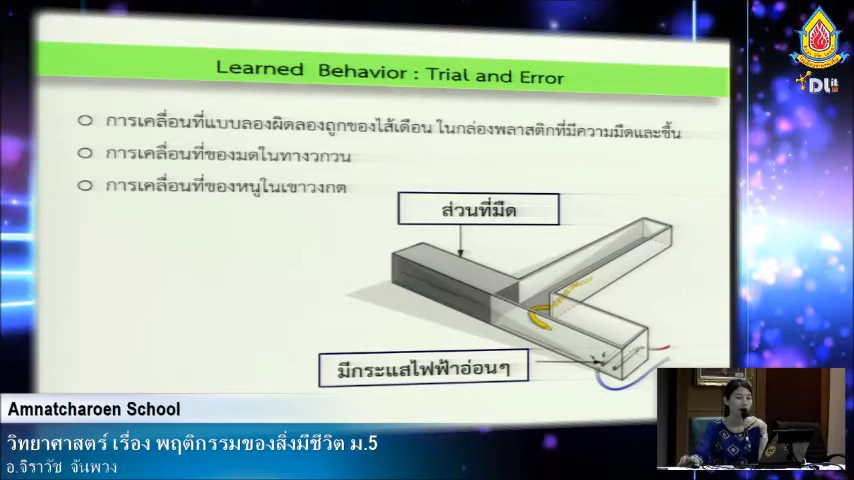 Learned Behavior : Trial and Error
การเคลื่อนที่แบบลองผิดลองถูกของไส้เดือน ในกล่องพลาสติกที่มีความมืดและชื้น
การเคลื่อนที่ของมดในทางวกวน
การเคลื่อนที่ของหนูในเขาวงกต
ส่วนที่มืด
มีกระแสไฟฟ้าอ่อนๆ
DL
Amnatcharoen School
วิทยาศาสตร์ เรื่อง พฤติกรรมของสิ่งมีชีวิต ม.5
อ.จิราวัช จันพวง